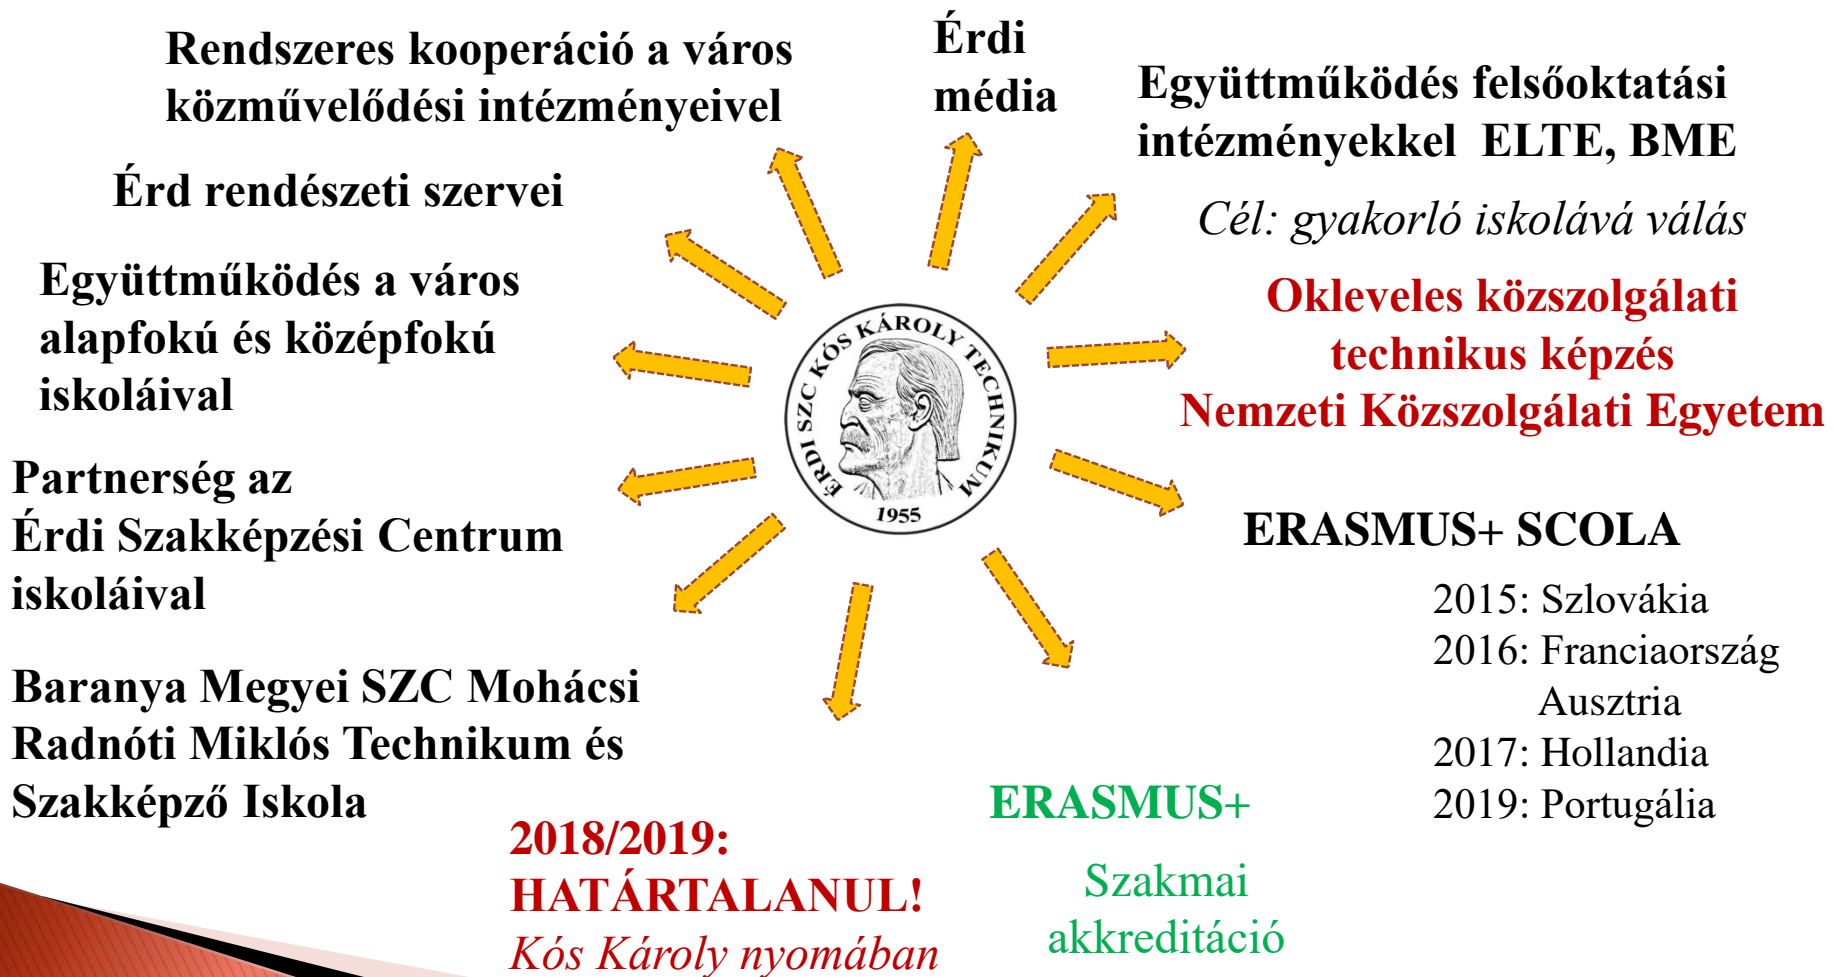 Rendszeres kooperáció a város
közművelődési intézményeivel
Érdi
média
Együttműködés felsőoktatási
intézményekkel ELTE, BME
Cél: gyakorló iskolává válás
Érd rendészeti szervei
Okleveles közszolgálati
technikus képzés
Nemzeti Közszolgálati Egyetem
Együttműködés a város
alapfokú és középfokú
iskoláival
ÉRDI SZC KÓS KÁROLY TECHNIKUM
1955
Partnerség az
Érdi Szakképzési Centrum
iskoláival
ERASMUS+ SCOLA
2015: Szlovákia
2016: Franciaország
Ausztria
2017: Hollandia
2019: Portugália
Baranya Megyei SZC Mohácsi
Radnóti Miklós Technikum és
Szakképző Iskola
2018/2019:
HATÁRTALANUL!
Kós Károly nyomában
ERASMUS+
Szakmai
akkreditáció